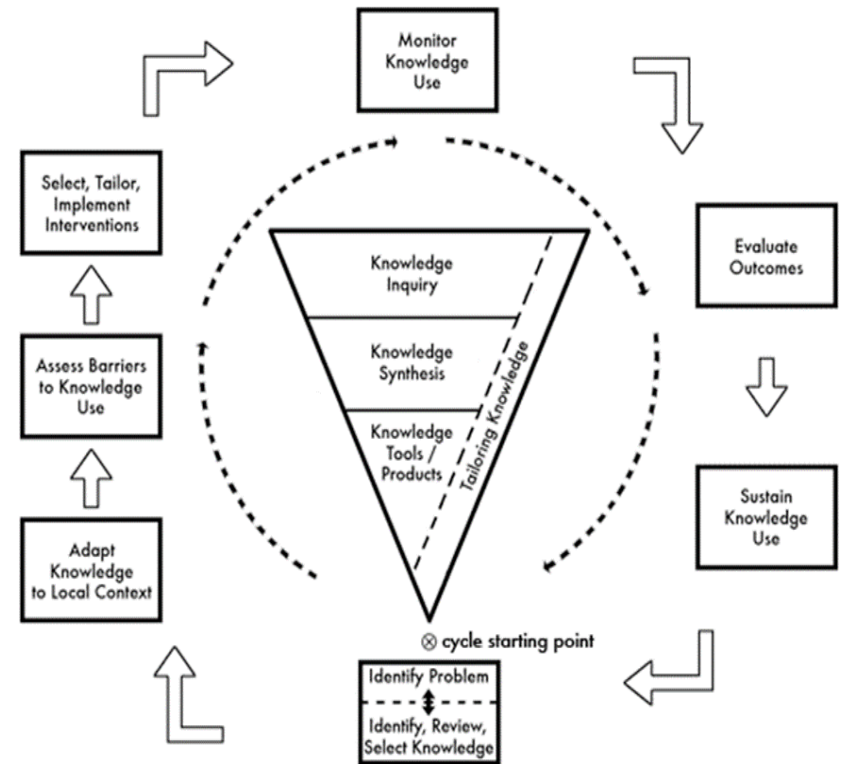 Monitor
Knowledge
Use
Select, Tailor,
Implement
Interventions
Evaluate
Outcomes
Knowledge
Inquiry
Knowledge
Synthesis
Knowledge
Tools /
Products
Tailoring Knowledge
Assess Barriers
to Knowledge
Use
Sustain
Knowledge
Use
Adapt
Knowledge
to Local Context
⊗ cycle starting point
Identify Problem
Identify, Review,
Select Knowledge